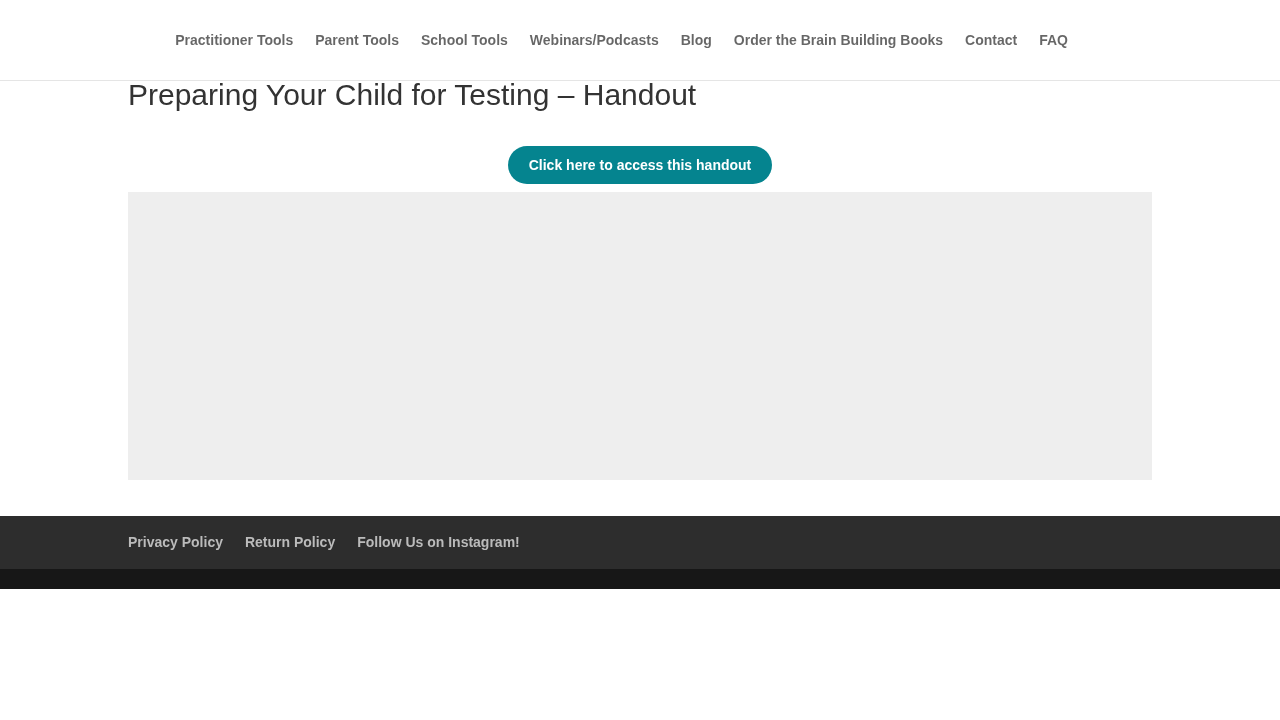 Practitioner Tools Parent Tools School Tools Webinars/Podcasts Blog Order the Brain Building Books Contact FAQ
Preparing Your Child for Testing – Handout
Click here to access this handout
Privacy Policy Return Policy Follow Us on Instagram!